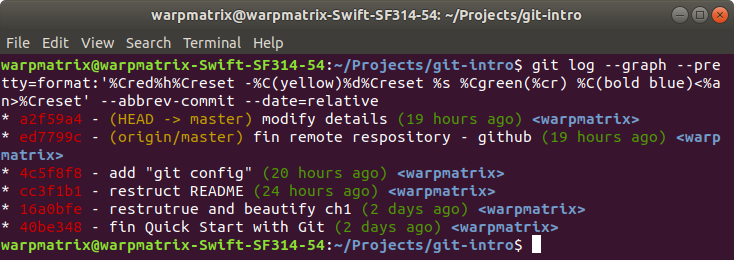 warpmatrix@warpmatrix-Swift-SF314-54: ~/Projects/git-intro
File Edit View Search Terminal Help
warpmatrix@warpmatrix-Swift-SF314-54:~/Projects/git-intro$ git log --graph --pre
tty=format:'%Cred%h%Creset -%C(yellow)%d%Creset %s %Cgreen(%cr) %C(bold blue)<%a
n>%Creset' --abbrev-commit --date=relative
* a2f59a4 - (HEAD -> master) modify details (19 hours ago) <warpmatrix>
* ed7799c - (origin/master) fin remote respository - github (19 hours ago) <warp
matrix>
* 4c5f8f8 - add "git config" (20 hours ago) <warpmatrix>
* cc3f1b1 - restruct README (24 hours ago) <warpmatrix>
* 16a0bfe - restrutrue and beautify ch1 (2 days ago) <warpmatrix>
* 40be348 - fin Quick Start with Git (2 days ago) <warpmatrix>
warpmatrix@warpmatrix-Swift-SF314-54:~/Projects/git-intro$